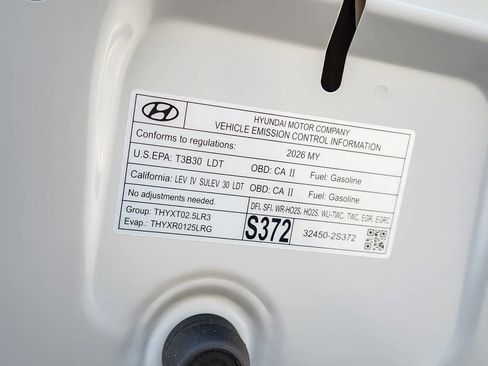 HYUNDAI MOTOR COMPANY
VEHICLE EMISSION CONTROL INFORMATION
Conforms to regulations: 2026 MY
U.S.EPA: T3B30 LDT OBD: CA II Fuel: Gasoline
California: LEV IV SULEV 30 LDT OBD: CA II Fuel: Gasoline
No adjustments needed. DFI, SFI, WR-HO2S, HO2S, WU-TWC, TWC, EGR, EGRC
Group: THYXT02.5LR3
Evap.: THYXR0125LRG
S372
32450-2S372